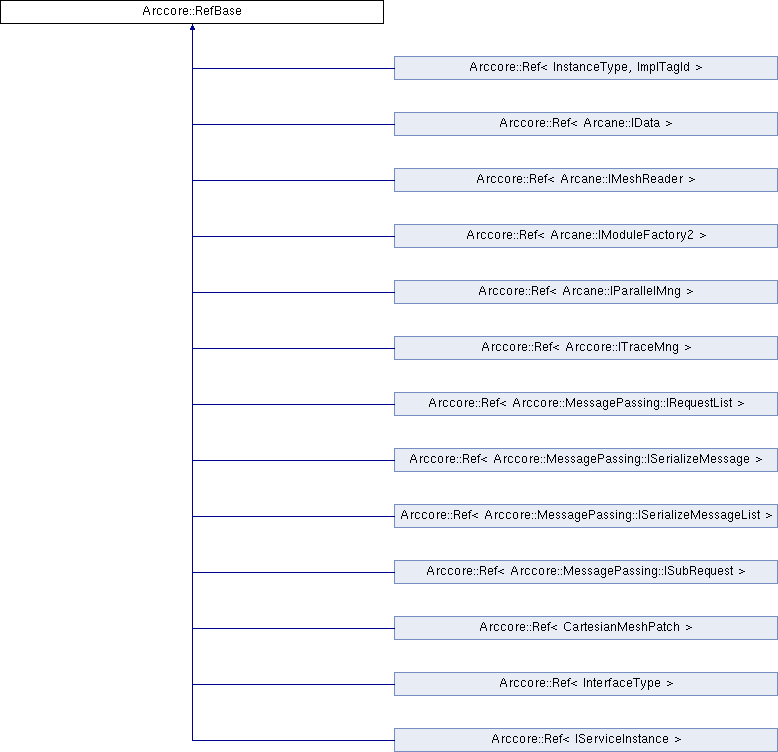 Arccore::RefBase
Arccore::Ref< InstanceType, ImplTagId >
Arccore::Ref< Arcane::IData >
Arccore::Ref< Arcane::IMeshReader >
Arccore::Ref< Arcane::IModuleFactory2 >
Arccore::Ref< Arcane::IParallelMng >
Arccore::Ref< Arccore::ITraceMng >
Arccore::Ref< Arccore::MessagePassing::IRequestList >
Arccore::Ref< Arccore::MessagePassing::ISerializeMessage >
Arccore::Ref< Arccore::MessagePassing::ISerializeMessageList >
Arccore::Ref< Arccore::MessagePassing::ISubRequest >
Arccore::Ref< CartesianMeshPatch >
Arccore::Ref< InterfaceType >
Arccore::Ref< IServiceInstance >